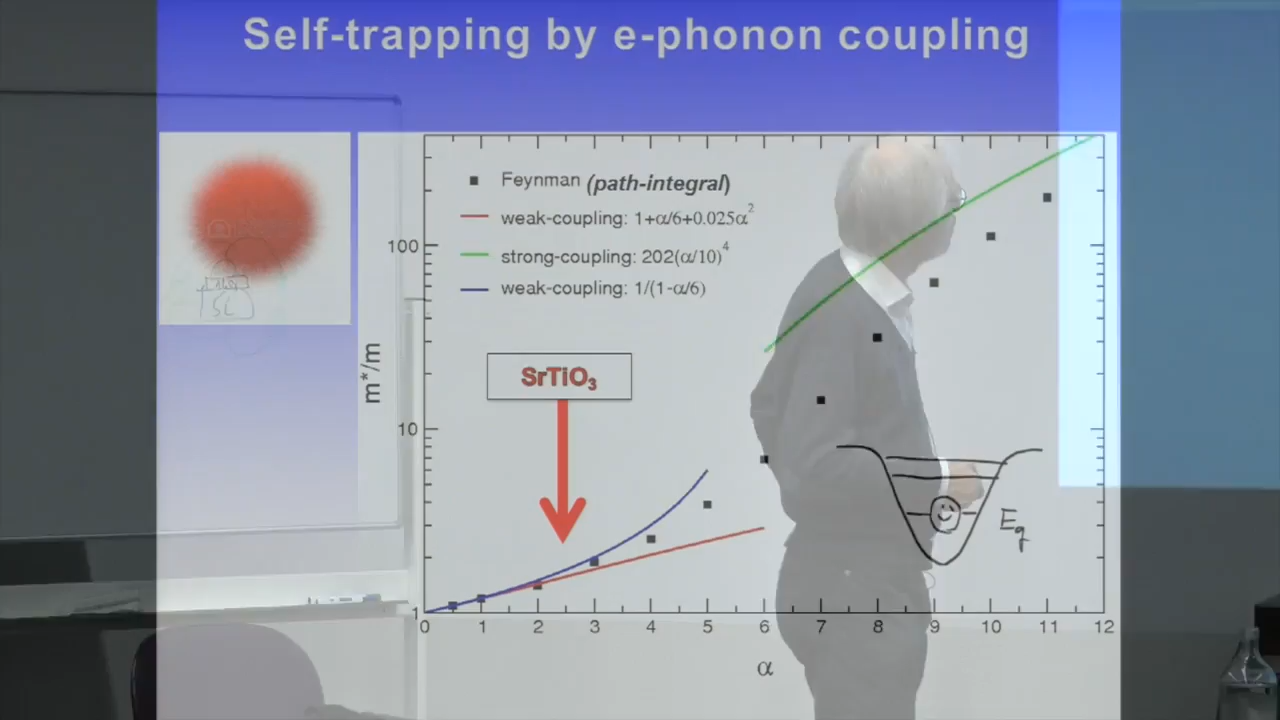 Self-trapping by e-phonon coupling
Feynman (path-integral)
weak-coupling: 1+α/6+0.025α²
strong-coupling: 202(α/10)⁴
weak-coupling: 1/(1-α/6)
SrTiO₃
m*/m
100
10
1
0 1 2 3 4 5 6 7 8 9 10 11 12
α
Eq